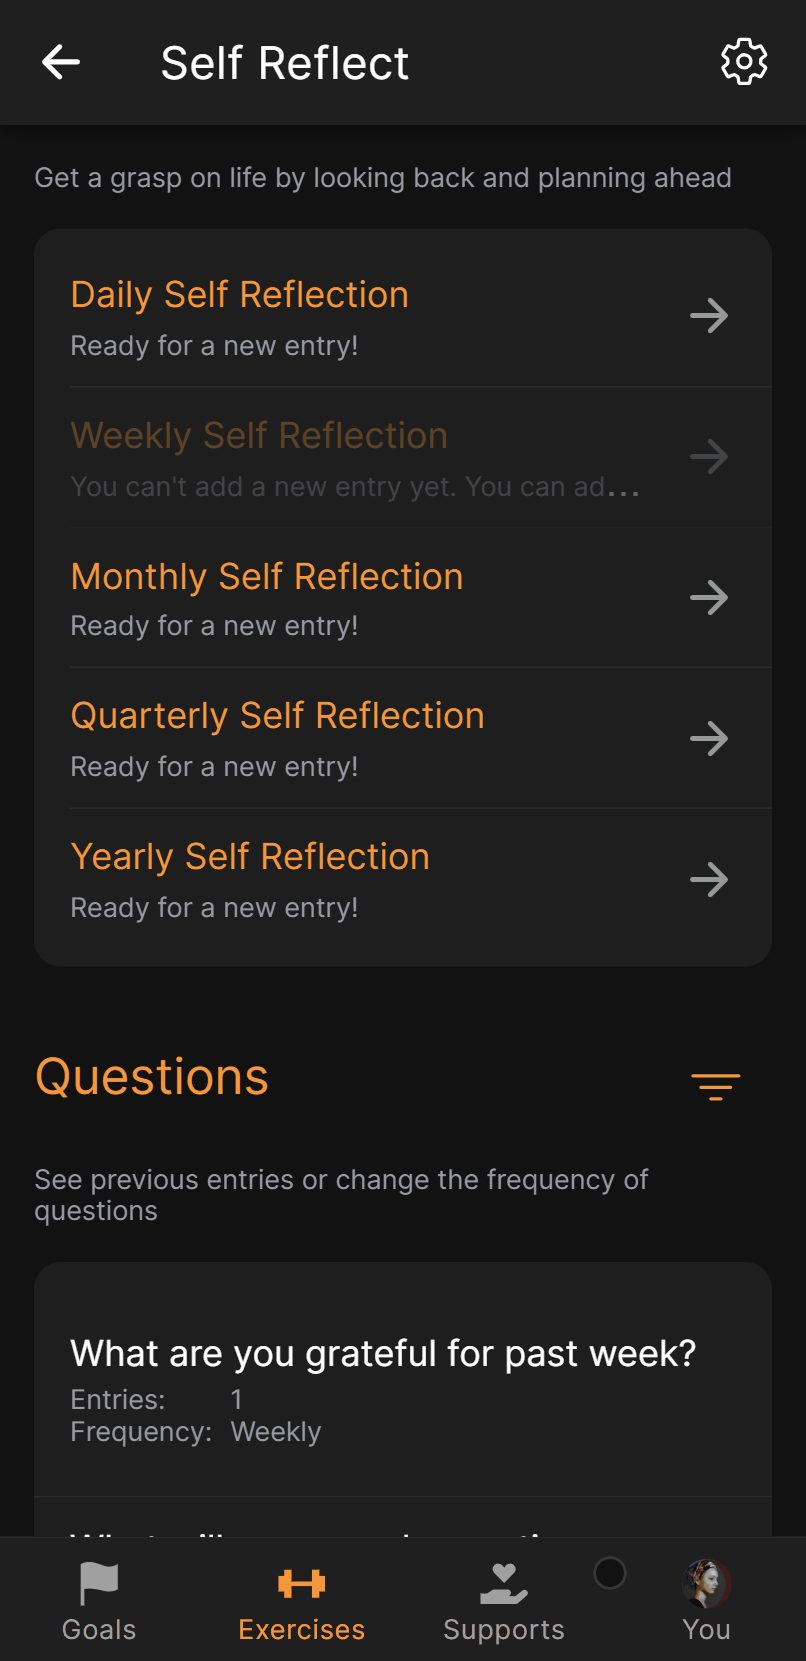 Self Reflect
Get a grasp on life by looking back and planning ahead
Daily Self Reflection
Ready for a new entry!
Weekly Self Reflection
You can't add a new entry yet. You can ad...
Monthly Self Reflection
Ready for a new entry!
Quarterly Self Reflection
Ready for a new entry!
Yearly Self Reflection
Ready for a new entry!
Questions
See previous entries or change the frequency of
questions
What are you grateful for past week?
Entries: 1
Frequency: Weekly
Goals
Exercises
Supports
You